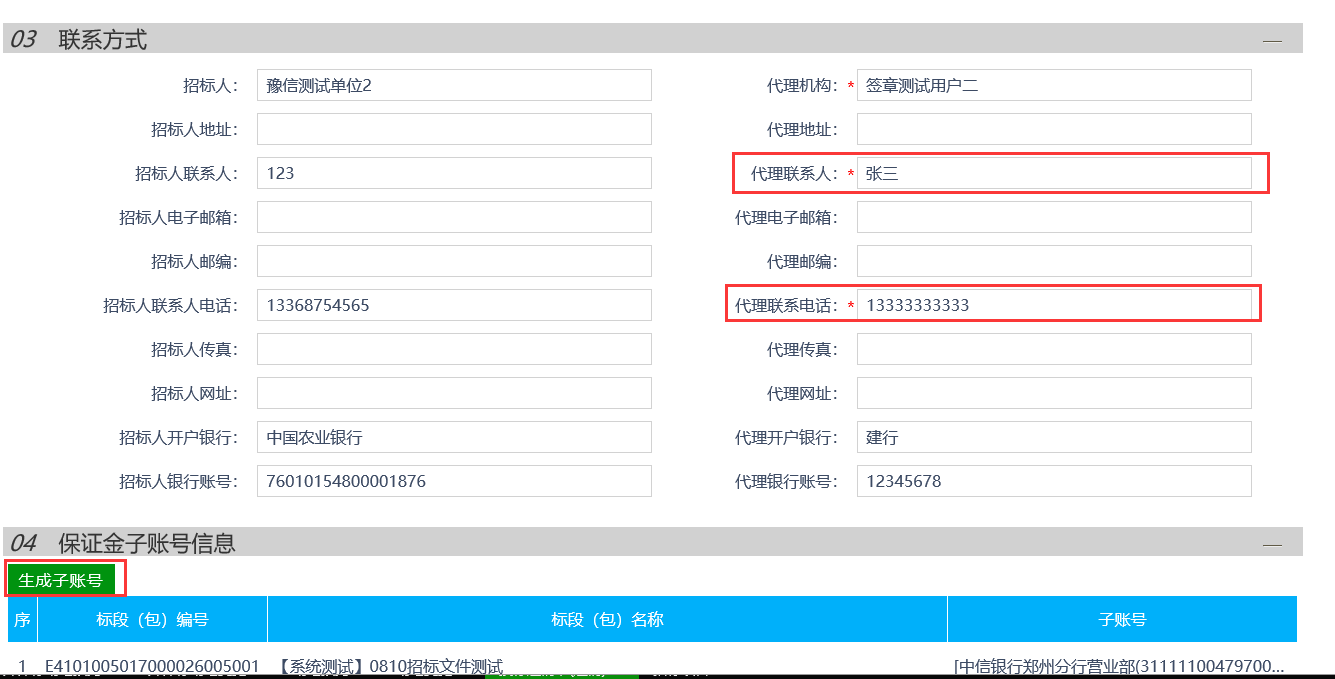 03 联系方式
招标人： 豫信测试单位2 代理机构：* 签章测试用户二
招标人地址： 代理地址：
招标人联系人： 123 代理联系人：* 张三
招标人电子邮箱： 代理电子邮箱：
招标人邮编： 代理邮编：
招标人联系人电话： 13368754565 代理联系电话：* 13333333333
招标人传真： 代理传真：
招标人网址： 代理网址：
招标人开户银行： 中国农业银行 代理开户银行： 建行
招标人银行账号： 76010154800001876 代理银行账号： 12345678
04 保证金子账号信息
生成子账号
序 标段（包）编号 标段（包）名称 子账号
1 E4101005017000026005001 【系统测试】0810招标文件测试 [中信银行郑州分行营业部(31111100479700...